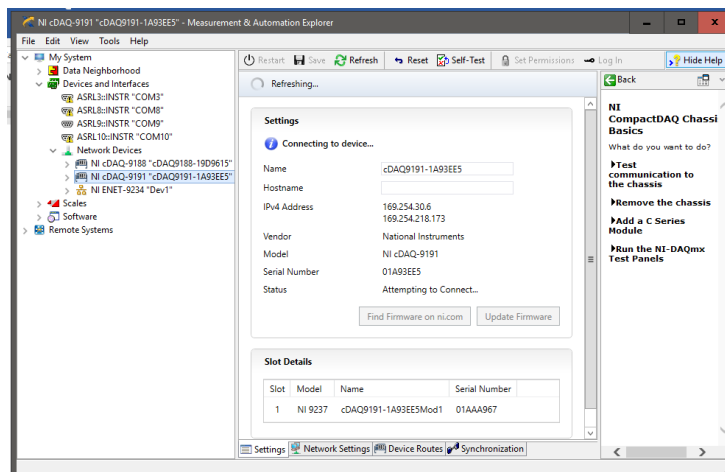 NI cDAQ-9191 "cDAQ9191-1A93EE5" - Measurement & Automation Explorer
File Edit View Tools Help
My System
Data Neighborhood
Devices and Interfaces
ASRL3::INSTR "COM3"
ASRL8::INSTR "COM8"
ASRL9::INSTR "COM9"
ASRL10::INSTR "COM10"
Network Devices
NI cDAQ-9188 "cDAQ9188-19D9615"
NI cDAQ-9191 "cDAQ9191-1A93EE5"
NI ENET-9234 "Dev1"
Scales
Software
Remote Systems
Restart Save Refresh Reset Self-Test Set Permissions Log In Hide Help
Refreshing...
Settings
Connecting to device...
Name cDAQ9191-1A93EE5
Hostname
IPv4 Address 169.254.30.6
169.254.218.173
Vendor National Instruments
Model NI cDAQ-9191
Serial Number 01A93EE5
Status Attempting to Connect...
Find Firmware on ni.com Update Firmware
Slot Details
Slot Model Name Serial Number
1 NI 9237 cDAQ9191-1A93EE5Mod1 01AAA967
Settings Network Settings Device Routes Synchronization
Back
NI
CompactDAQ Chassi
Basics
What do you want to do?
Test
communication to
the chassis
Remove the chassis
Add a C Series
Module
Run the NI-DAQmx
Test Panels